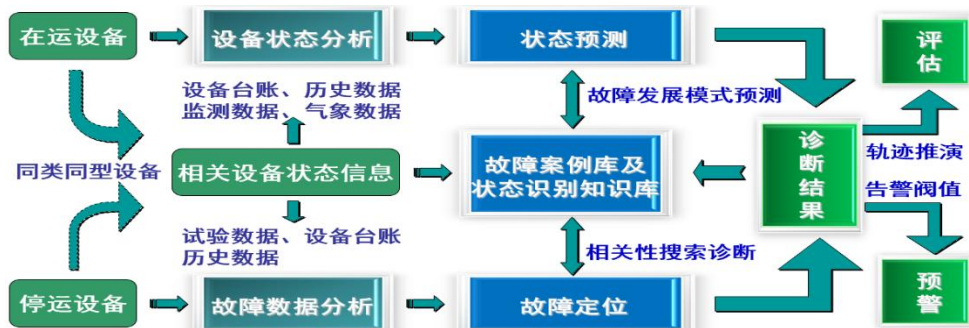 在运设备
设备状态分析
状态预测
评估
设备台账、历史数据
监测数据、气象数据
故障发展模式预测
同类同型设备
相关设备状态信息
故障案例库及
状态识别知识库
诊断结果
轨迹推演
告警阀值
试验数据、设备台账
历史数据
相关性搜索诊断
停运设备
故障数据分析
故障定位
预警